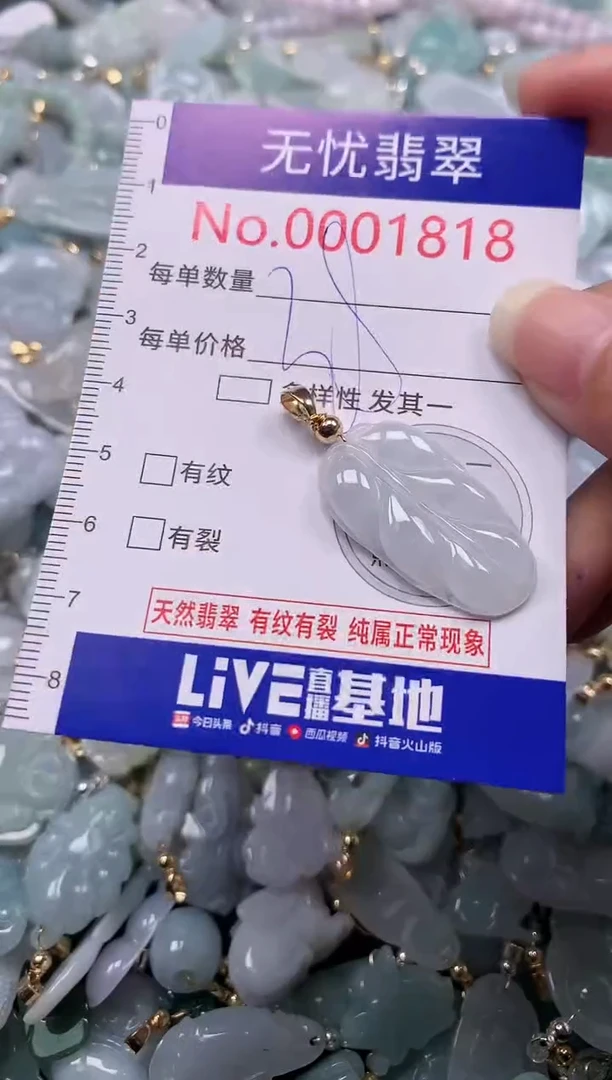 无忧翡翠
No.0001818
0
1
2
3
4
5
6
7
8
每单数量
每单价格
多样性 发其一
有纹
有裂
天然翡翠 有纹有裂 纯属正常现象
LiVE直播基地
头条 今日头条 抖音 西瓜视频 抖音火山版